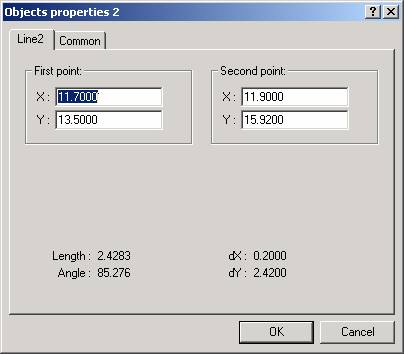 Objects properties 2
Line2 Common
First point: Second point:
X : 11.7000 X : 11.9000
Y : 13.5000 Y : 15.9200
Length : 2.4283 dX : 0.2000
Angle : 85.276 dY : 2.4200
OK Cancel